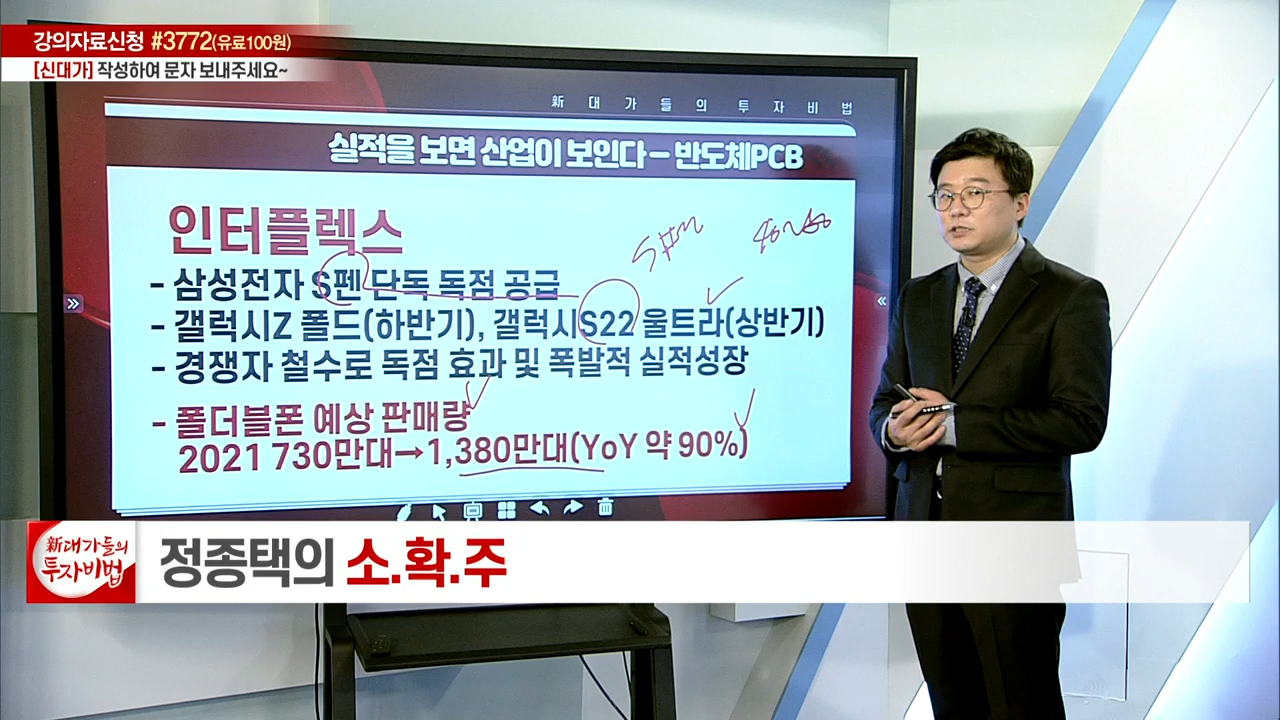 강의자료신청 #3772(유료100원)
[신대가] 작성하여 문자 보내주세요~
新 대 가 들 의 투 자 비 법
실적을 보면 산업이 보인다 – 반도체PCB
인터플렉스
- 삼성전자 S펜 단독 독점 공급
- 갤럭시Z 폴드(하반기), 갤럭시S22 울트라(상반기)
- 경쟁자 철수로 독점 효과 및 폭발적 실적성장
- 폴더블폰 예상 판매량
2021 730만대→1,380만대(YoY 약 90%)
新대가들의
투자비법
정종택의 소.확.주